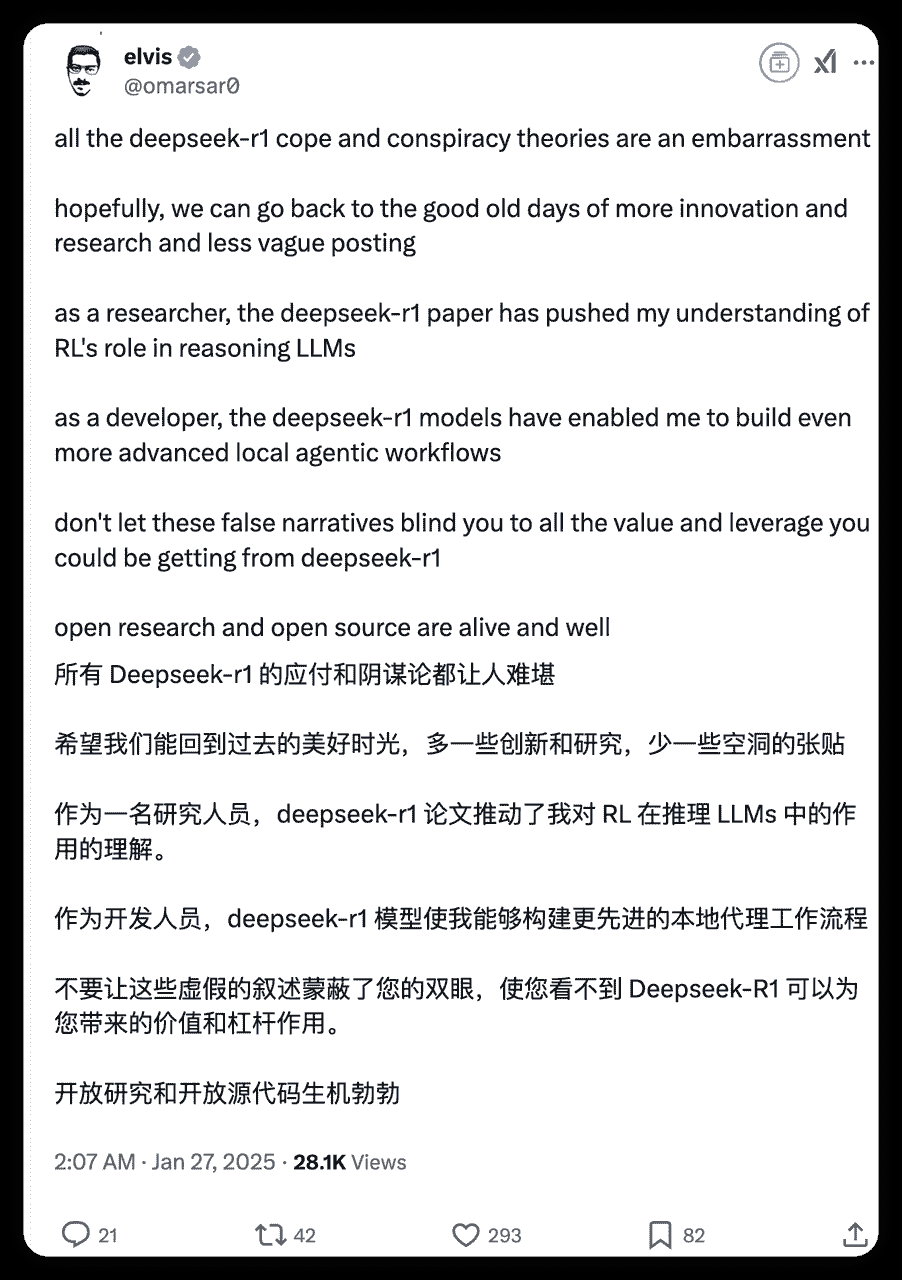 elvis
@omarsar0
all the deepseek-r1 cope and conspiracy theories are an embarrassment
hopefully, we can go back to the good old days of more innovation and
research and less vague posting
as a researcher, the deepseek-r1 paper has pushed my understanding of
RL's role in reasoning LLMs
as a developer, the deepseek-r1 models have enabled me to build even
more advanced local agentic workflows
don't let these false narratives blind you to all the value and leverage you
could be getting from deepseek-r1
open research and open source are alive and well
所有 Deepseek-r1 的应付和阴谋论都让人难堪
希望我们能回到过去的美好时光，多一些创新和研究，少一些空洞的张贴
作为一名研究人员，deepseek-r1 论文推动了我对 RL 在推理 LLMs 中的作
用的理解。
作为开发人员，deepseek-r1 模型使我能够构建更先进的本地代理工作流程
不要让这些虚假的叙述蒙蔽了您的双眼，使您看不到 Deepseek-R1 可以为
您带来的价值和杠杆作用。
开放研究和开放源代码生机勃勃
2:07 AM · Jan 27, 2025 · 28.1K Views
21 42 293 82